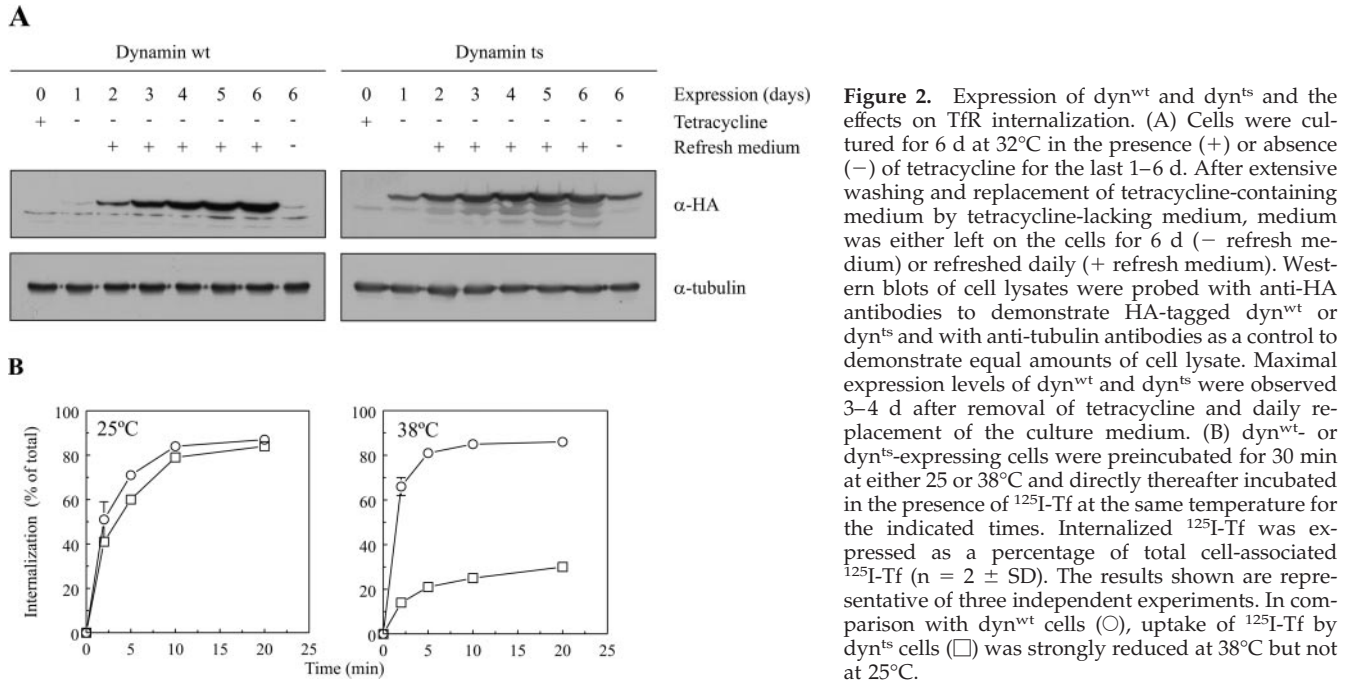 A
Dynamin wt
Dynamin ts
0 1 2 3 4 5 6 6
0 1 2 3 4 5 6 6
Expression (days)
+ - - - - - - -
+ - - - - - - -
Tetracycline
+ + + + + -
+ + + + + -
Refresh medium
α-HA
α-tubulin
B
25ºC
38ºC
Internalization (% of total)
100
80
60
40
20
0
0 5 10 15 20 25
100
80
60
40
20
0
0 5 10 15 20 25
Time (min)
Figure 2. Expression of dynʷᵗ and dynᵗˢ and the
effects on TfR internalization. (A) Cells were cul-
tured for 6 d at 32°C in the presence (+) or absence
(−) of tetracycline for the last 1–6 d. After extensive
washing and replacement of tetracycline-containing
medium by tetracycline-lacking medium, medium
was either left on the cells for 6 d (− refresh me-
dium) or refreshed daily (+ refresh medium). West-
ern blots of cell lysates were probed with anti-HA
antibodies to demonstrate HA-tagged dynʷᵗ or
dynᵗˢ and with anti-tubulin antibodies as a control to
demonstrate equal amounts of cell lysate. Maximal
expression levels of dynʷᵗ and dynᵗˢ were observed
3–4 d after removal of tetracycline and daily re-
placement of the culture medium. (B) dynʷᵗ- or
dynᵗˢ-expressing cells were preincubated for 30 min
at either 25 or 38°C and directly thereafter incubated
in the presence of ¹²⁵I-Tf at the same temperature for
the indicated times. Internalized ¹²⁵I-Tf was ex-
pressed as a percentage of total cell-associated
¹²⁵I-Tf (n = 2 ± SD). The results shown are repre-
sentative of three independent experiments. In com-
parison with dynʷᵗ cells (○), uptake of ¹²⁵I-Tf by
dynᵗˢ cells (□) was strongly reduced at 38°C but not
at 25°C.